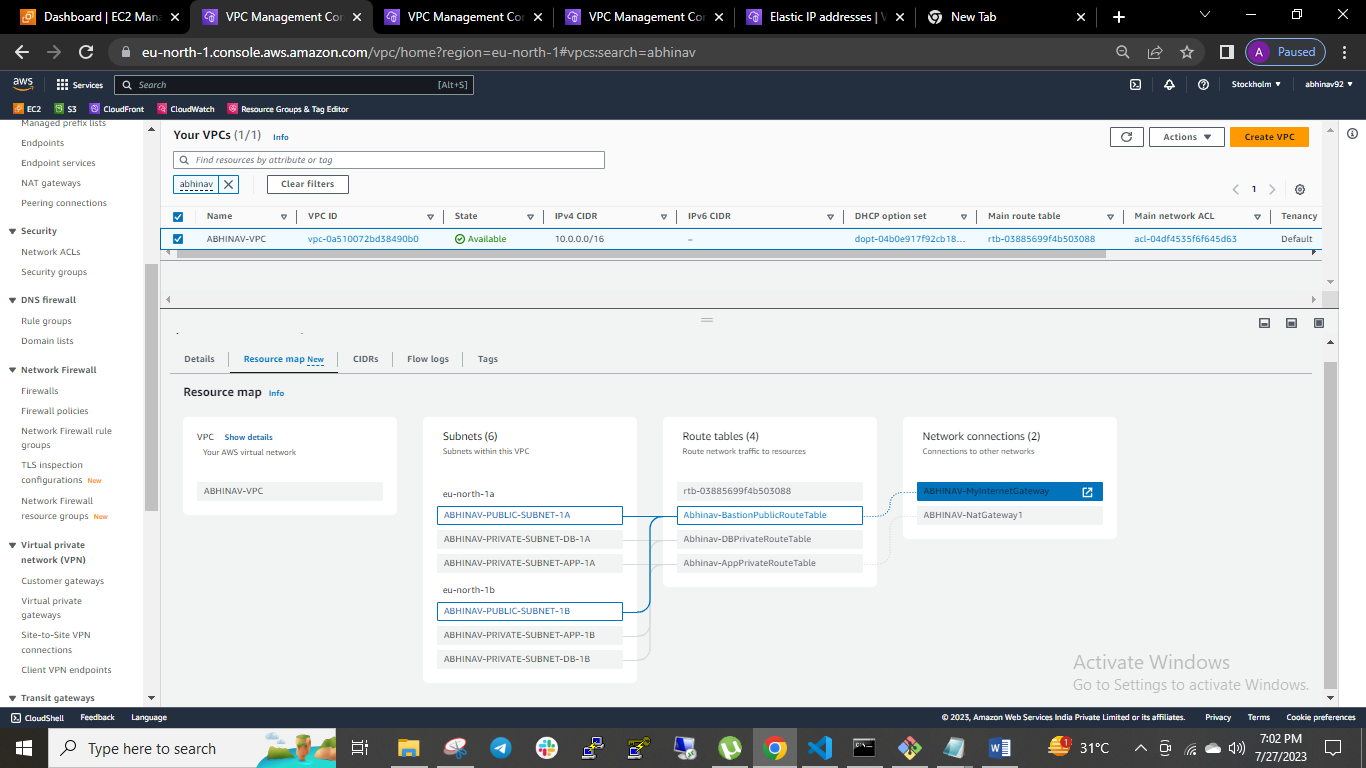 Dashboard | EC2 Man
VPC Management Con
VPC Management Con
VPC Management Con
Elastic IP addresses | V
New Tab
eu-north-1.console.aws.amazon.com/vpc/home?region=eu-north-1#vpcs:search=abhinav
A
Paused
aws
Services
Search
[Alt+S]
Stockholm
abhinav92
EC2
S3
CloudFront
CloudWatch
Resource Groups & Tag Editor
Managed prefix lists
Endpoints
Endpoint services
NAT gateways
Peering connections
Security
Network ACLs
Security groups
DNS firewall
Rule groups
Domain lists
Network Firewall
Firewalls
Firewall policies
Network Firewall rule
groups
TLS inspection
configurations New
Network Firewall
resource groups New
Virtual private
network (VPN)
Customer gateways
Virtual private
gateways
Site-to-Site VPN
connections
Client VPN endpoints
Transit gateways
Your VPCs (1/1) Info
Actions
Create VPC
Find resources by attribute or tag
abhinav
Clear filters
1
Name VPC ID State IPv4 CIDR IPv6 CIDR DHCP option set Main route table Main network ACL Tenancy
ABHINAV-VPC vpc-0a510072bd38490b0 Available 10.0.0.0/16 – dopt-04b0e917f92cb18... rtb-03885699f4b503088 acl-04df4535f6f645d63 Default
Details
Resource map New
CIDRs
Flow logs
Tags
Resource map Info
VPC Show details
Your AWS virtual network
ABHINAV-VPC
Subnets (6)
Subnets within this VPC
eu-north-1a
ABHINAV-PUBLIC-SUBNET-1A
ABHINAV-PRIVATE-SUBNET-DB-1A
ABHINAV-PRIVATE-SUBNET-APP-1A
eu-north-1b
ABHINAV-PUBLIC-SUBNET-1B
ABHINAV-PRIVATE-SUBNET-APP-1B
ABHINAV-PRIVATE-SUBNET-DB-1B
Route tables (4)
Route network traffic to resources
rtb-03885699f4b503088
Abhinav-BastionPublicRouteTable
Abhinav-DBPrivateRouteTable
Abhinav-AppPrivateRouteTable
Network connections (2)
Connections to other networks
ABHINAV-MyInternetGateway
ABHINAV-NatGateway1
Activate Windows
Go to Settings to activate Windows.
CloudShell
Feedback
Language
© 2023, Amazon Web Services India Private Limited or its affiliates.
Privacy
Terms
Cookie preferences
Type here to search
1
31°C
7:02 PM
7/27/2023